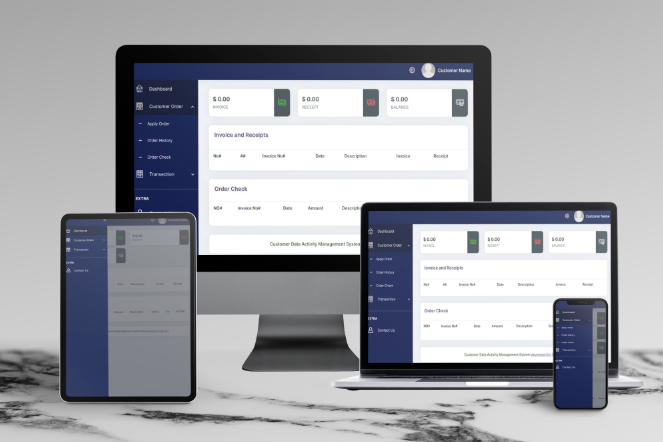 Customer Name
Dashboard
Customer Order
Apply Order
Order History
Order Check
Transaction
EXTRA
$ 0.00
INVOICE
$ 0.00
RECEIPT
$ 0.00
BALANCE
Invoice and Receipts
No# A# Invoice No# Date Description Invoice Receipt
Order Check
NO# Invoice No# Date Amount
Customer Data Activity Management System
Dashboard
Customer Order
Transaction
EXTRA
Contact Us
$ 0.00
Customer Name
Dashboard
Customer Order
Apply Order
Order History
Order Check
Transaction
EXTRA
Contact Us
$ 0.00
INVOICE
$ 0.00
RECEIPT
$ 0.00
BALANCE
Invoice and Receipts
No# A# Invoice No# Date Description Invoice Receipt
Order Check
NO# Invoice No# Date Amount Description
Customer Data Activity Management System
Dashboard
Customer Order
Apply Order
Order History
Order Check
Transaction
EXTRA
Contact Us